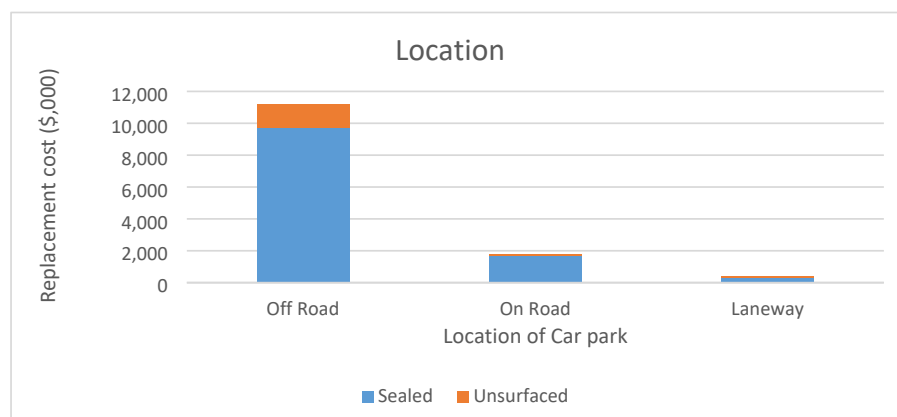 Location
Replacement cost ($,000)
12,000
10,000
8,000
6,000
4,000
2,000
0
Off Road
On Road
Laneway
Location of Car park
Sealed
Unsurfaced